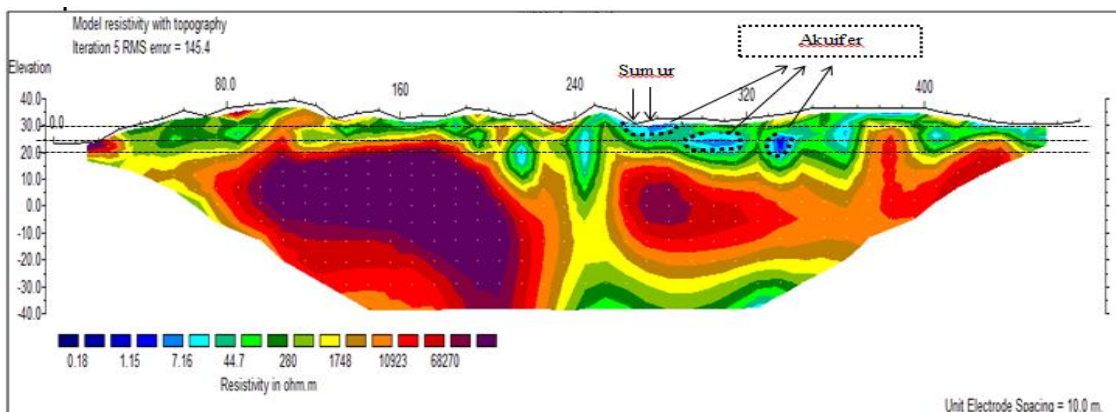 Model resistivity with topography
Iteration 5 RMS error = 145.4
Akuifer
Elevation
Sumur
80.0
160
240
320
400
40.0
30.0
0.0
20.0
10.0
0.0
-10.0
-20.0
-30.0
-40.0
0.18 1.15 7.16 44.7 280 1748 10923 68270
Resistivity in ohm.m
Unit Electrode Spacing = 10.0 m.